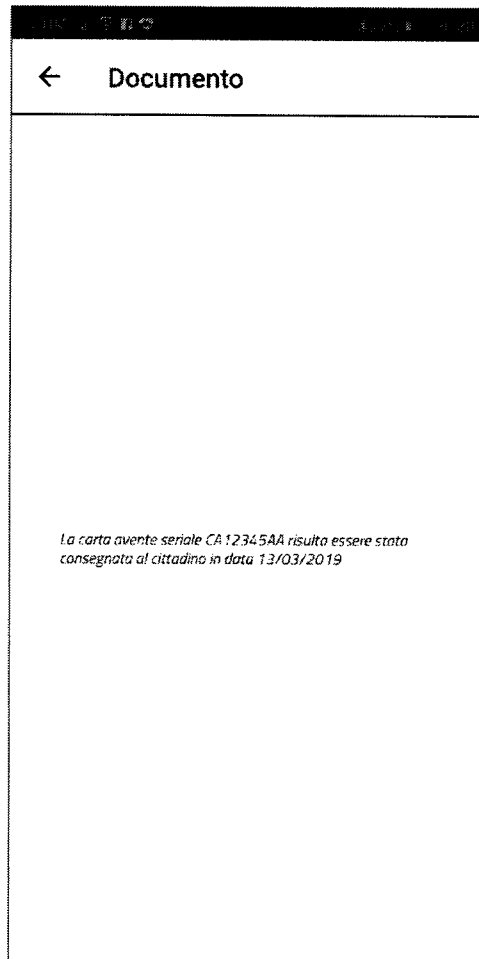 Documento
La carta avente seriale CA12345AA risulta essere stata
consegnata al cittadino in data 13/03/2019